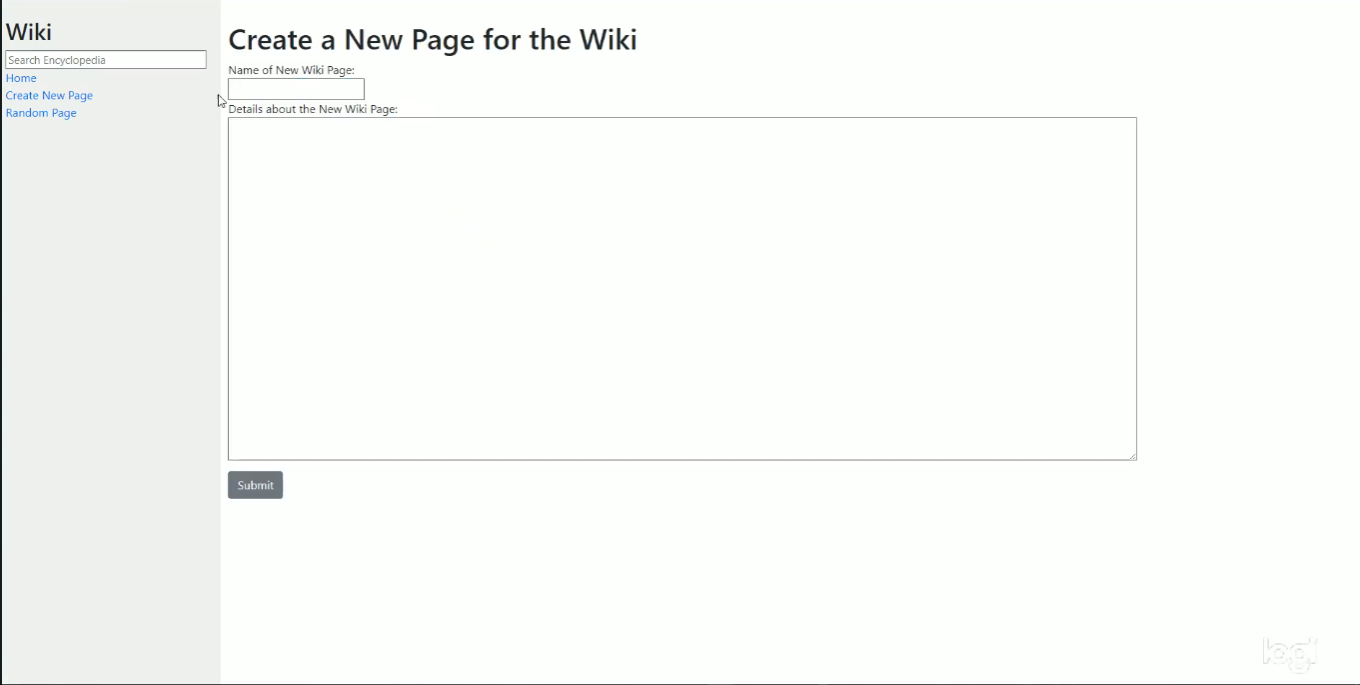 Wiki
Search Encyclopedia
Home
Create New Page
Random Page
Create a New Page for the Wiki
Name of New Wiki Page:
Details about the New Wiki Page:
Submit
logi